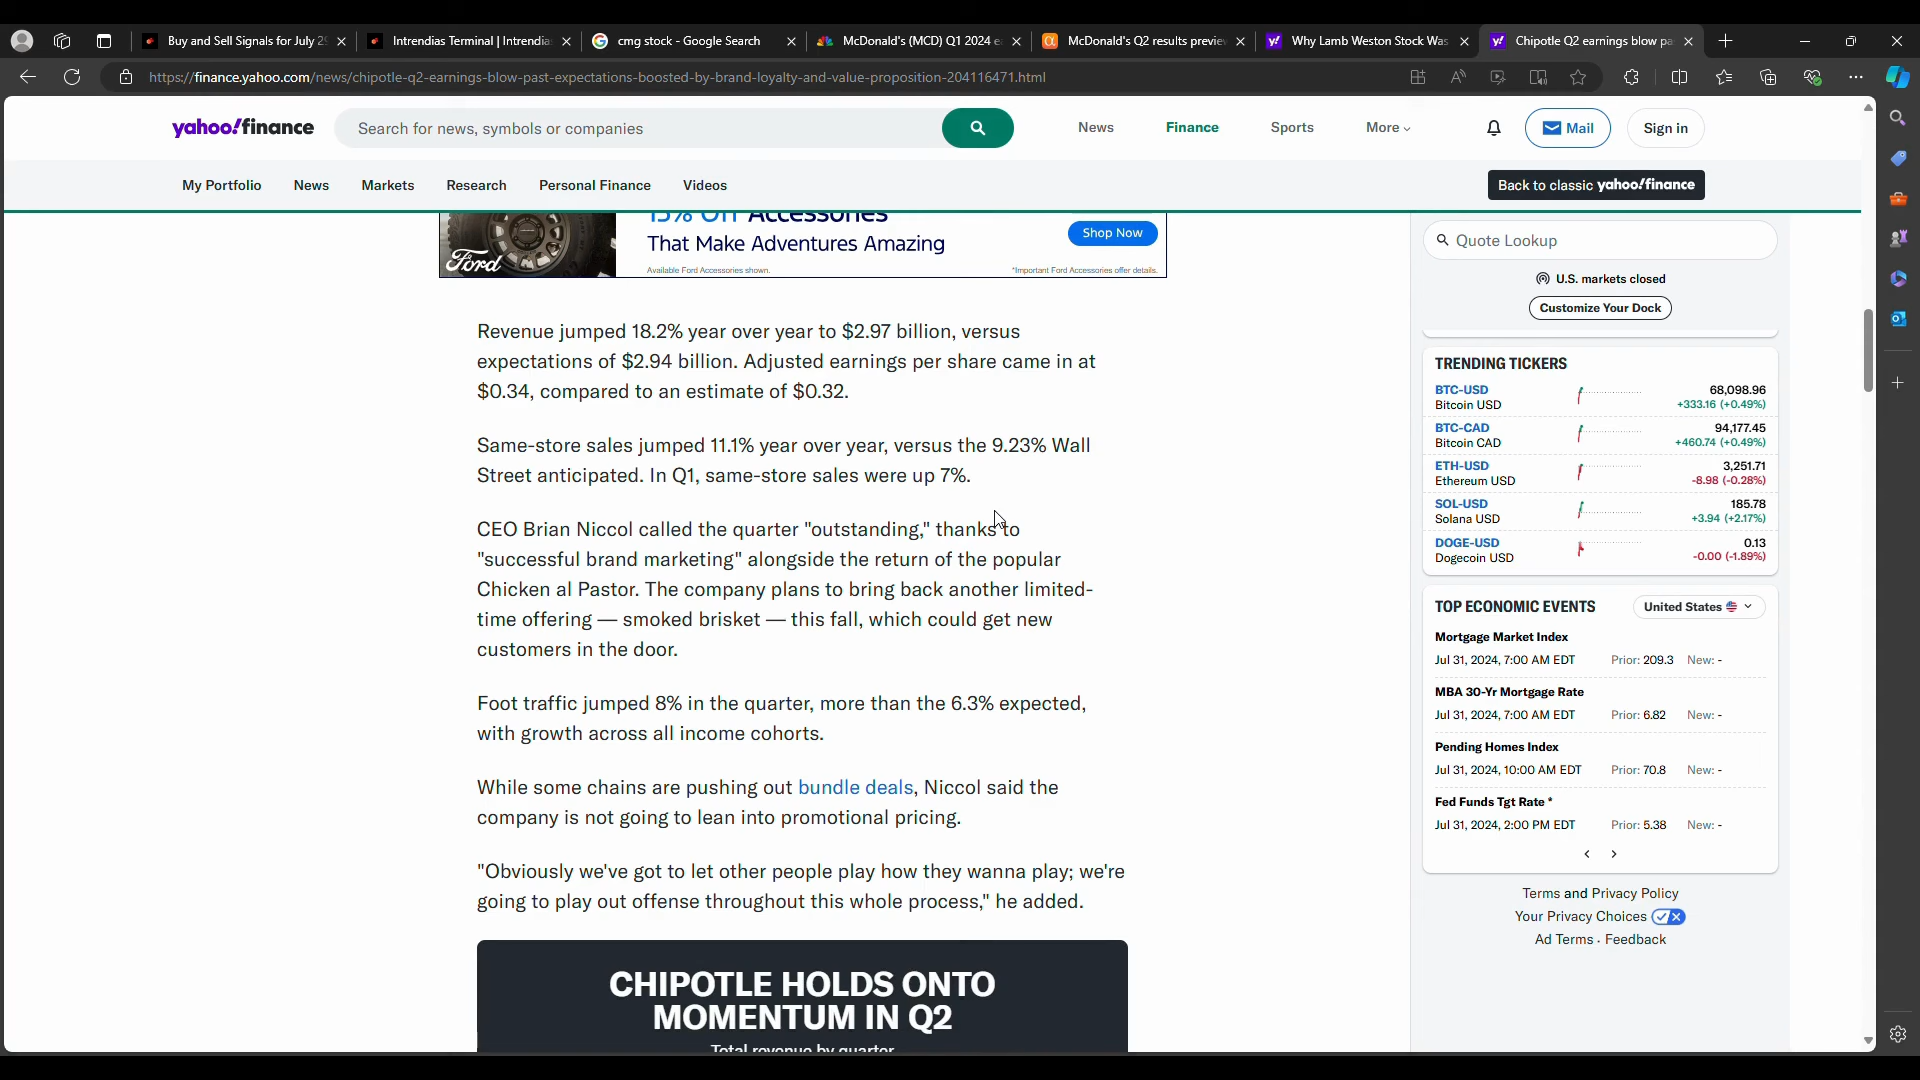 Buy and Sell Signals for July 29
Intrendias Terminal | Intrendias
cmg stock - Google Search
McDonald's (MCD) Q1 2024 e
McDonald's Q2 results preview
Why Lamb Weston Stock Was
Chipotle Q2 earnings blow pa
https://finance.yahoo.com/news/chipotle-q2-earnings-blow-past-expectations-boosted-by-brand-loyalty-and-value-proposition-204116471.html
yahoo!finance
Search for news, symbols or companies
News
Finance
Sports
More
Mail
Sign in
My Portfolio
News
Markets
Research
Personal Finance
Videos
Back to classic yahoo!finance
Ford
15% Off Accessories
That Make Adventures Amazing
Available Ford Accessories shown.
Shop Now
*Important Ford Accessories offer details.
Revenue jumped 18.2% year over year to $2.97 billion, versus
expectations of $2.94 billion. Adjusted earnings per share came in at
$0.34, compared to an estimate of $0.32.
Same-store sales jumped 11.1% year over year, versus the 9.23% Wall
Street anticipated. In Q1, same-store sales were up 7%.
CEO Brian Niccol called the quarter "outstanding," thanks to
"successful brand marketing" alongside the return of the popular
Chicken al Pastor. The company plans to bring back another limited-
time offering — smoked brisket — this fall, which could get new
customers in the door.
Foot traffic jumped 8% in the quarter, more than the 6.3% expected,
with growth across all income cohorts.
While some chains are pushing out bundle deals, Niccol said the
company is not going to lean into promotional pricing.
"Obviously we've got to let other people play how they wanna play; we're
going to play out offense throughout this whole process," he added.
CHIPOTLE HOLDS ONTO
MOMENTUM IN Q2
Total revenue by quarter
Quote Lookup
U.S. markets closed
Customize Your Dock
TRENDING TICKERS
BTC-USD 68,098.96
Bitcoin USD +333.16 (+0.49%)
BTC-CAD 94,177.45
Bitcoin CAD +460.74 (+0.49%)
ETH-USD 3,251.71
Ethereum USD -8.98 (-0.28%)
SOL-USD 185.78
Solana USD +3.94 (+2.17%)
DOGE-USD 0.13
Dogecoin USD -0.00 (-1.89%)
TOP ECONOMIC EVENTS
United States
Mortgage Market Index
Jul 31, 2024, 7:00 AM EDT Prior: 209.3 New: -
MBA 30-Yr Mortgage Rate
Jul 31, 2024, 7:00 AM EDT Prior: 6.82 New: -
Pending Homes Index
Jul 31, 2024, 10:00 AM EDT Prior: 70.8 New: -
Fed Funds Tgt Rate *
Jul 31, 2024, 2:00 PM EDT Prior: 5.38 New: -
Terms and Privacy Policy
Your Privacy Choices
Ad Terms · Feedback